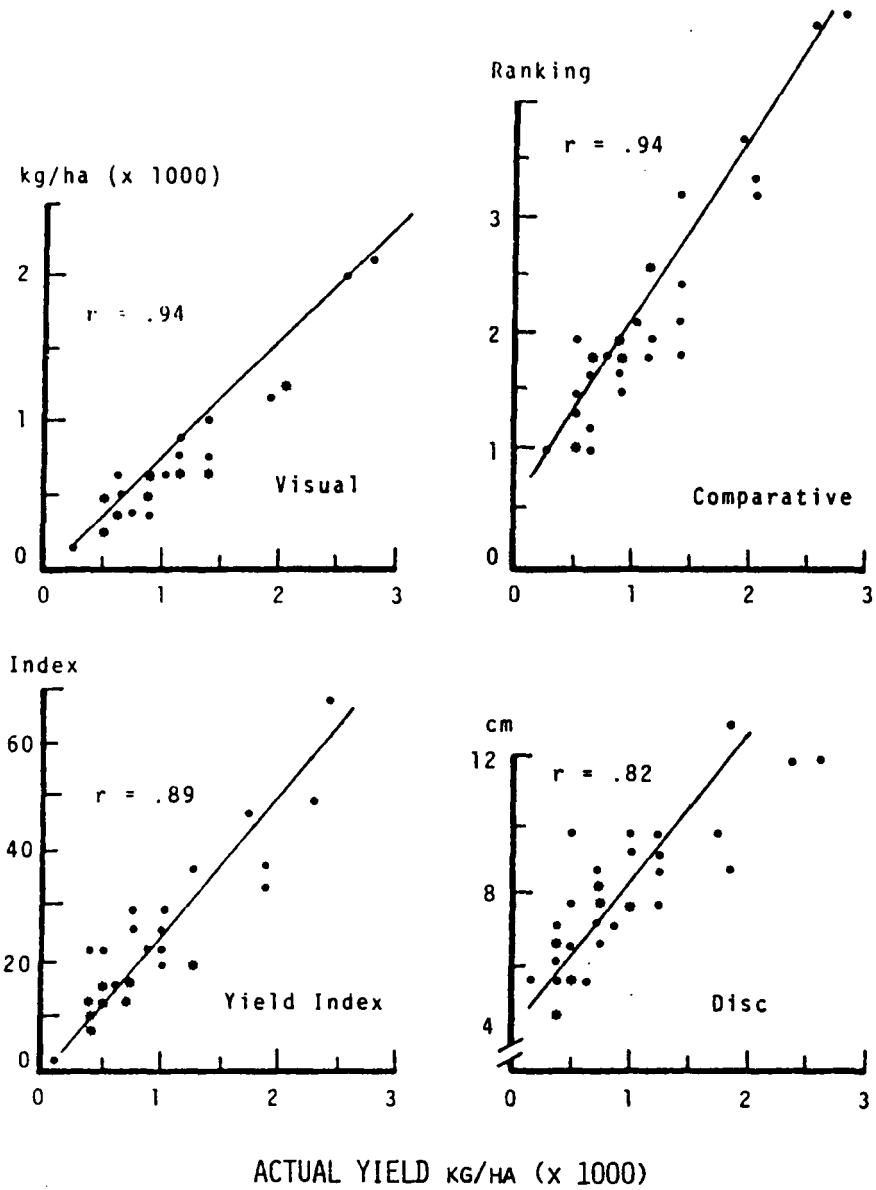 kg/ha (x 1000)
2
1
0
r = .94
Visual
0 1 2 3
Ranking
3
2
1
0
r = .94
Comparative
0 1 2 3
Index
60
40
20
0
r = .89
Yield Index
0 1 2 3
cm
12
8
4
r = .82
Disc
0 1 2 3
ACTUAL YIELD KG/HA (x 1000)